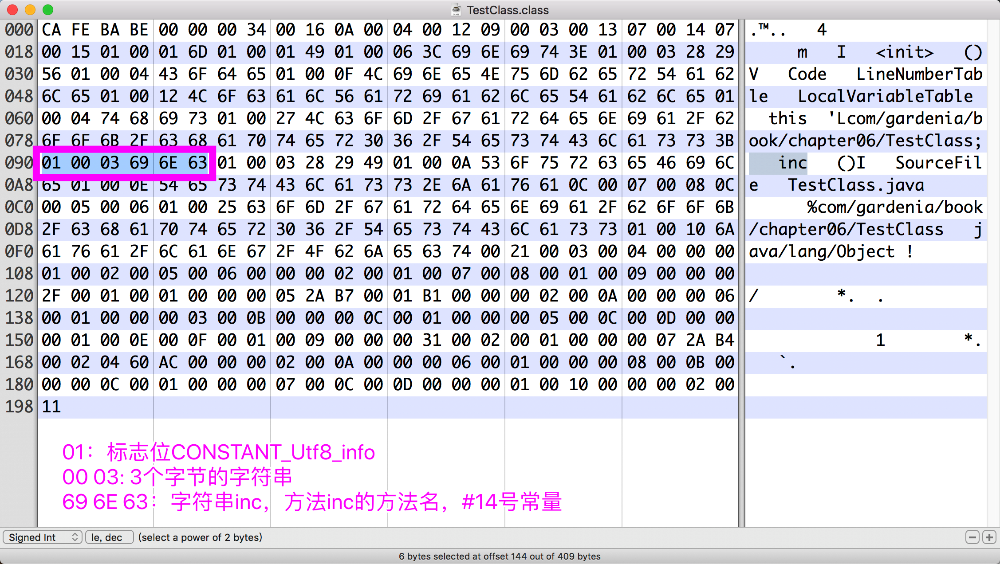 TestClass.class
000 CA FE BA BE 00 00 00 34 00 16 0A 00 04 00 12 09 00 03 00 13 07 00 14 07 .™.. 4
018 00 15 01 00 01 6D 01 00 01 49 01 00 06 3C 69 6E 69 74 3E 01 00 03 28 29 m I <init> ()
030 56 01 00 04 43 6F 64 65 01 00 0F 4C 69 6E 65 4E 75 6D 62 65 72 54 61 62 V Code LineNumberTab
048 6C 65 01 00 12 4C 6F 63 61 6C 56 61 72 69 61 62 6C 65 54 61 62 6C 65 01 le LocalVariableTable
060 00 04 74 68 69 73 01 00 27 4C 63 6F 6D 2F 67 61 72 64 65 6E 69 61 2F 62 this 'Lcom/gardenia/b
078 6F 6F 6B 2F 63 68 61 70 74 65 72 30 36 2F 54 65 73 74 43 6C 61 73 73 3B ook/chapter06/TestClass;
090 01 00 03 69 6E 63 01 00 03 28 29 49 01 00 0A 53 6F 75 72 63 65 46 69 6C inc ()I SourceFil
0A8 65 01 00 0E 54 65 73 74 43 6C 61 73 73 2E 6A 61 76 61 0C 00 07 00 08 0C e TestClass.java
0C0 00 05 00 06 01 00 25 63 6F 6D 2F 67 61 72 64 65 6E 69 61 2F 62 6F 6F 6B %com/gardenia/book
0D8 2F 63 68 61 70 74 65 72 30 36 2F 54 65 73 74 43 6C 61 73 73 01 00 10 6A /chapter06/TestClass j
0F0 61 76 61 2F 6C 61 6E 67 2F 4F 62 6A 65 63 74 00 21 00 03 00 04 00 00 00 ava/lang/Object !
108 01 00 02 00 05 00 06 00 00 00 02 00 01 00 07 00 08 00 01 00 09 00 00 00
120 2F 00 01 00 01 00 00 00 05 2A B7 00 01 B1 00 00 00 02 00 0A 00 00 00 06 / *. .
138 00 01 00 00 00 03 00 0B 00 00 00 0C 00 01 00 00 00 05 00 0C 00 0D 00 00
150 00 01 00 0E 00 0F 00 01 00 09 00 00 00 31 00 02 00 01 00 00 00 07 2A B4 1 *.
168 00 02 04 60 AC 00 00 00 02 00 0A 00 00 00 06 00 01 00 00 00 08 00 0B 00 `.
180 00 00 0C 00 01 00 00 00 07 00 0C 00 0D 00 00 00 01 00 10 00 00 00 02 00
198 11
01：标志位CONSTANT_Utf8_info
00 03: 3个字节的字符串
69 6E 63：字符串inc，方法inc的方法名，#14号常量
Signed Int le, dec (select a power of 2 bytes)
6 bytes selected at offset 144 out of 409 bytes